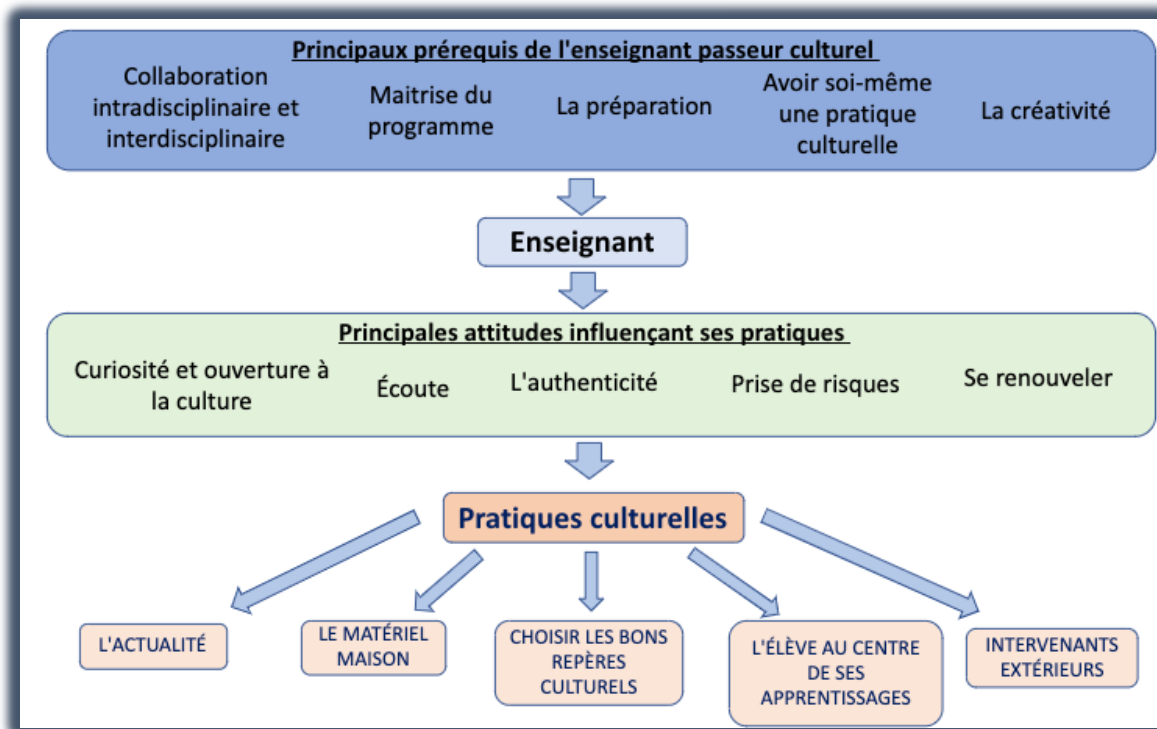 Principaux prérequis de l'enseignant passeur culturel
Collaboration
intradisciplinaire et
interdisciplinaire
Maitrise du
programme
La préparation
Avoir soi-même
une pratique
culturelle
La créativité
Enseignant
Principales attitudes influençant ses pratiques
Curiosité et ouverture à
la culture
Écoute
L'authenticité
Prise de risques
Se renouveler
Pratiques culturelles
L'ACTUALITÉ
LE MATÉRIEL
MAISON
CHOISIR LES BONS
REPÈRES
CULTURELS
L'ÉLÈVE AU CENTRE
DE SES
APPRENTISSAGES
INTERVENANTS
EXTÉRIEURS